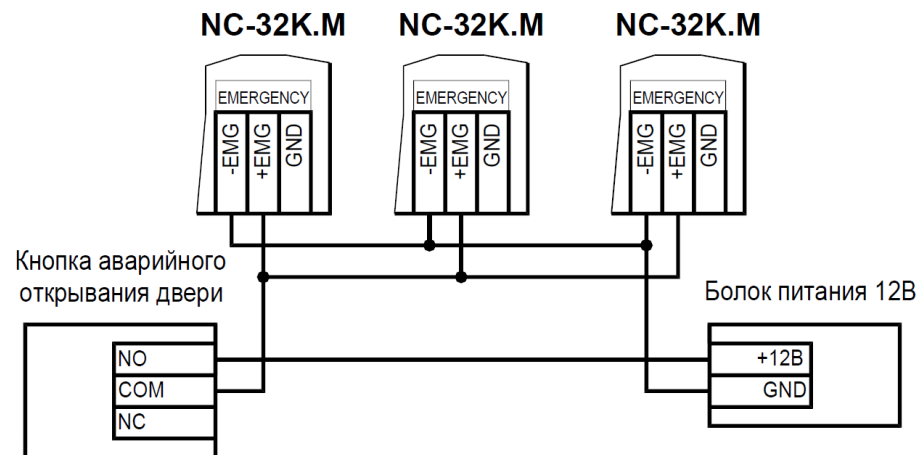 NC-32K.M NC-32K.M NC-32K.M
EMERGENCY EMERGENCY EMERGENCY
-EMG +EMG GND -EMG +EMG GND -EMG +EMG GND
Кнопка аварийного
открывания двери
Болок питания 12В
NO
COM
NC
+12В
GND